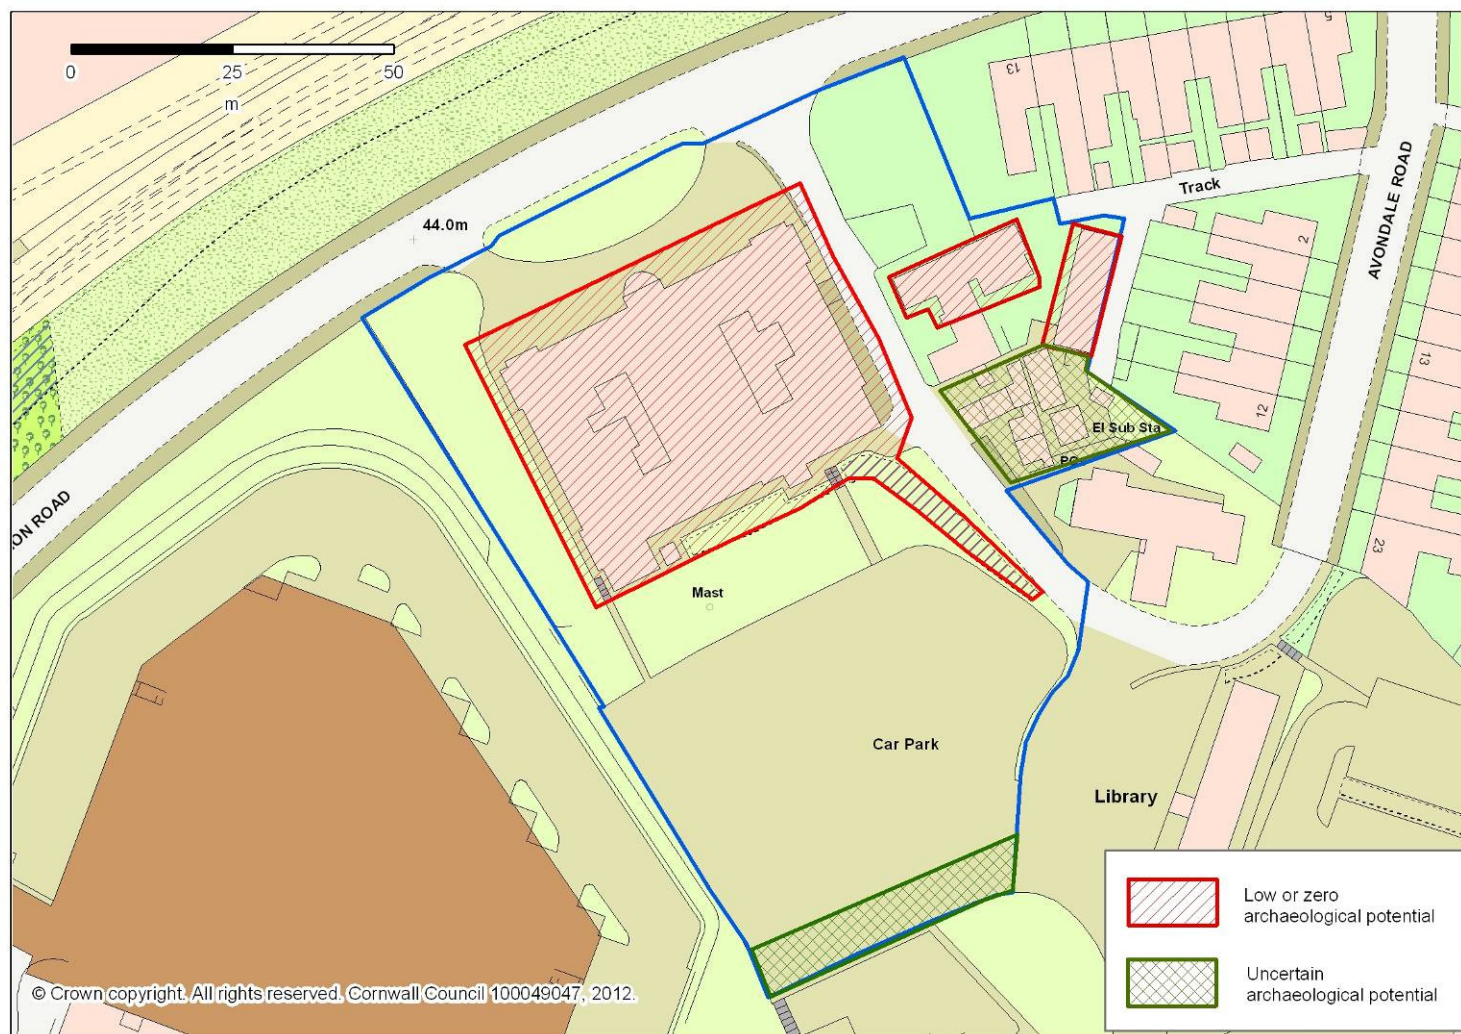 0
25
50
m
13
5
Track
AVONDALE ROAD
44.0m
2
13
12
El Sub Sta
ON ROAD
23
Mast
Car Park
Library
Low or zero
archaeological potential
Uncertain
archaeological potential
© Crown copyright. All rights reserved. Cornwall Council 100049047, 2012.